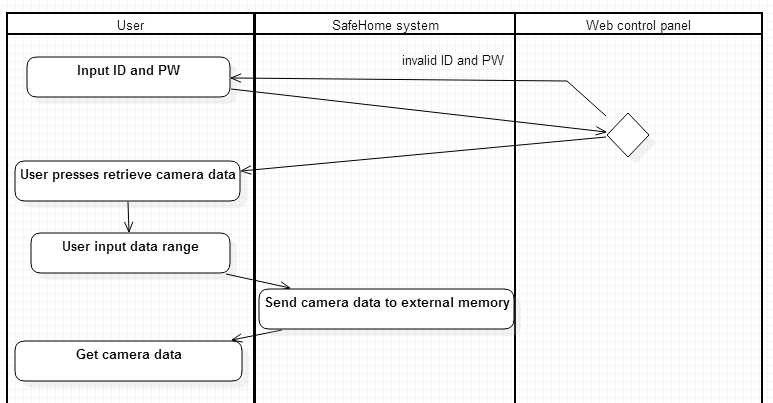 User
SafeHome system
Web control panel
invalid ID and PW
Input ID and PW
User presses retrieve camera data
User input data range
Send camera data to external memory
Get camera data